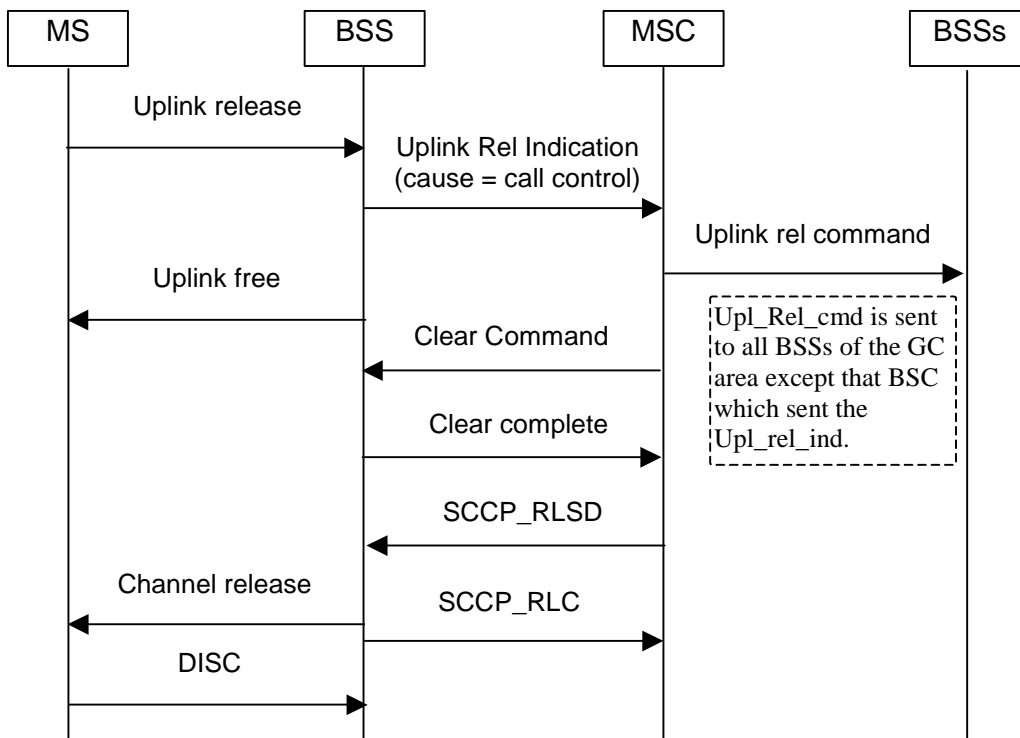 MS
BSS
MSC
BSSs
Uplink release
Uplink Rel Indication
(cause = call control)
Uplink rel command
Uplink free
Upl_Rel_cmd is sent
to all BSSs of the GC
area except that BSC
which sent the
Upl_rel_ind.
Clear Command
Clear complete
SCCP_RLSD
Channel release
SCCP_RLC
DISC